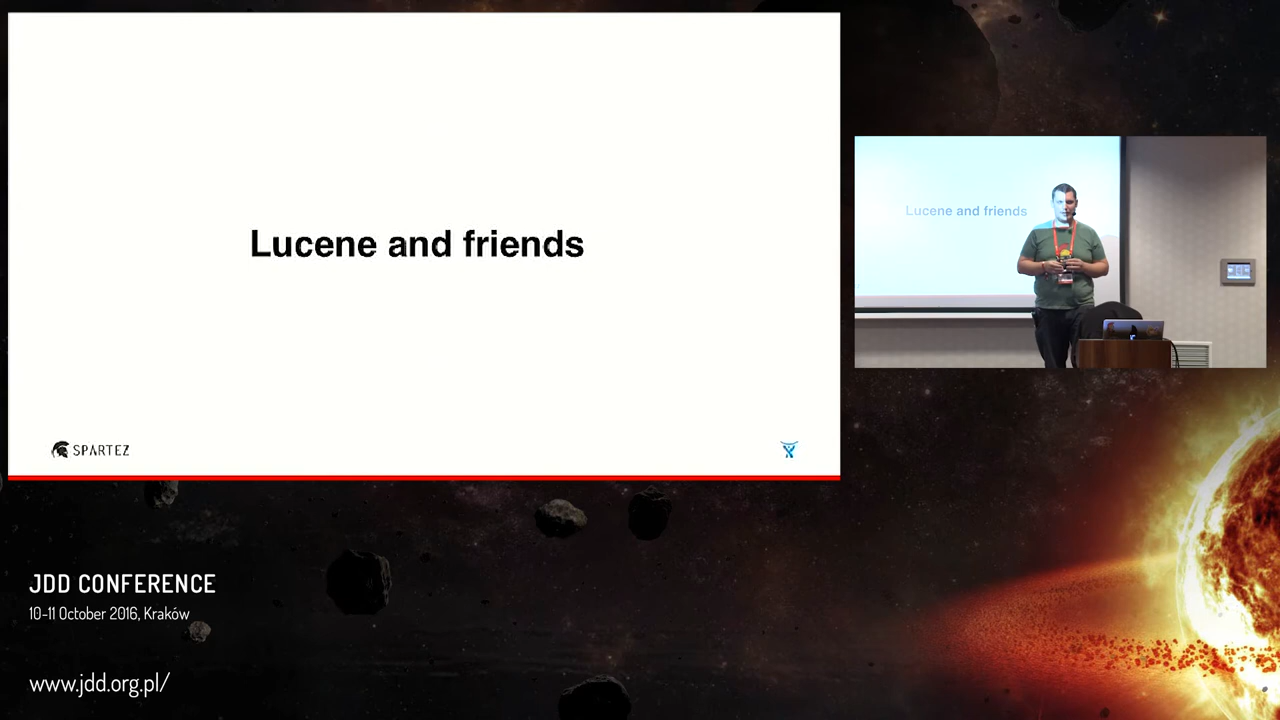 Lucene and friends
SPARTEZ
Lucene and friends
JDD CONFERENCE
10-11 October 2016, Kraków
www.jdd.org.pl/